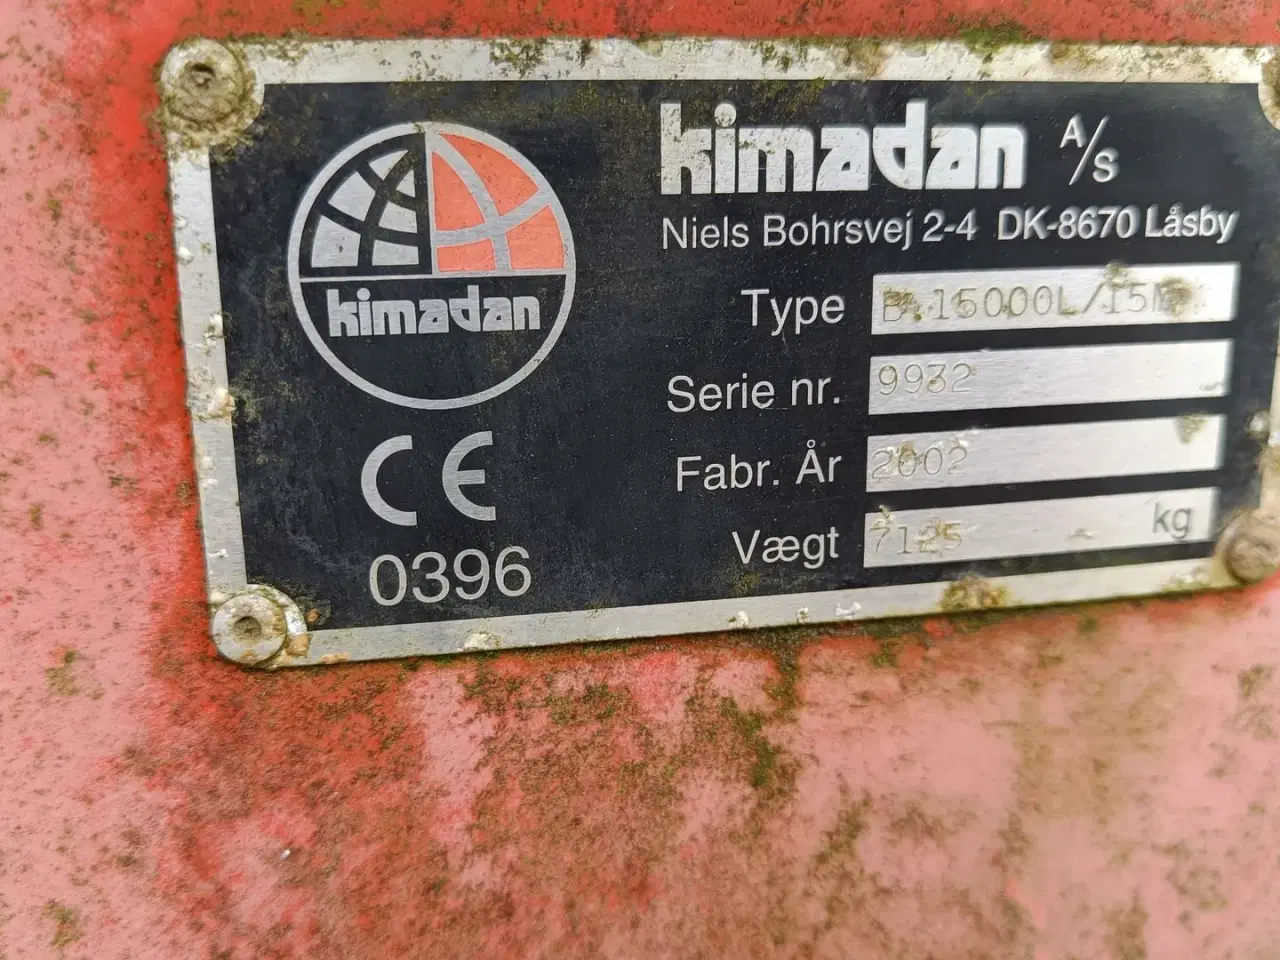 kimadan
CE
0396
kimadan A/S
Niels Bohrsvej 2-4 DK-8670 Låsby
Type
Serie nr. 9932
Fabr. År 2002
Vægt 7125 kg